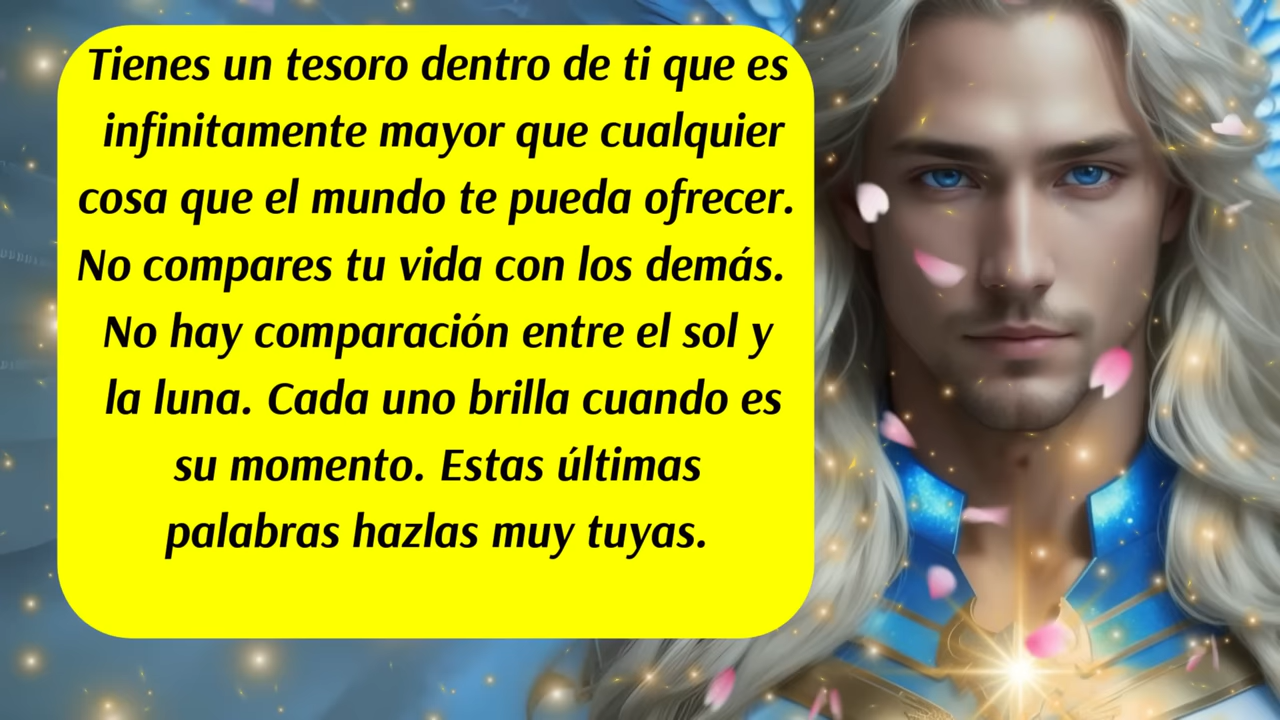 Tienes un tesoro dentro de ti que es
infinitamente mayor que cualquier
cosa que el mundo te pueda ofrecer.
No compares tu vida con los demás.
No hay comparación entre el sol y
la luna. Cada uno brilla cuando es
su momento. Estas últimas
palabras hazlas muy tuyas.